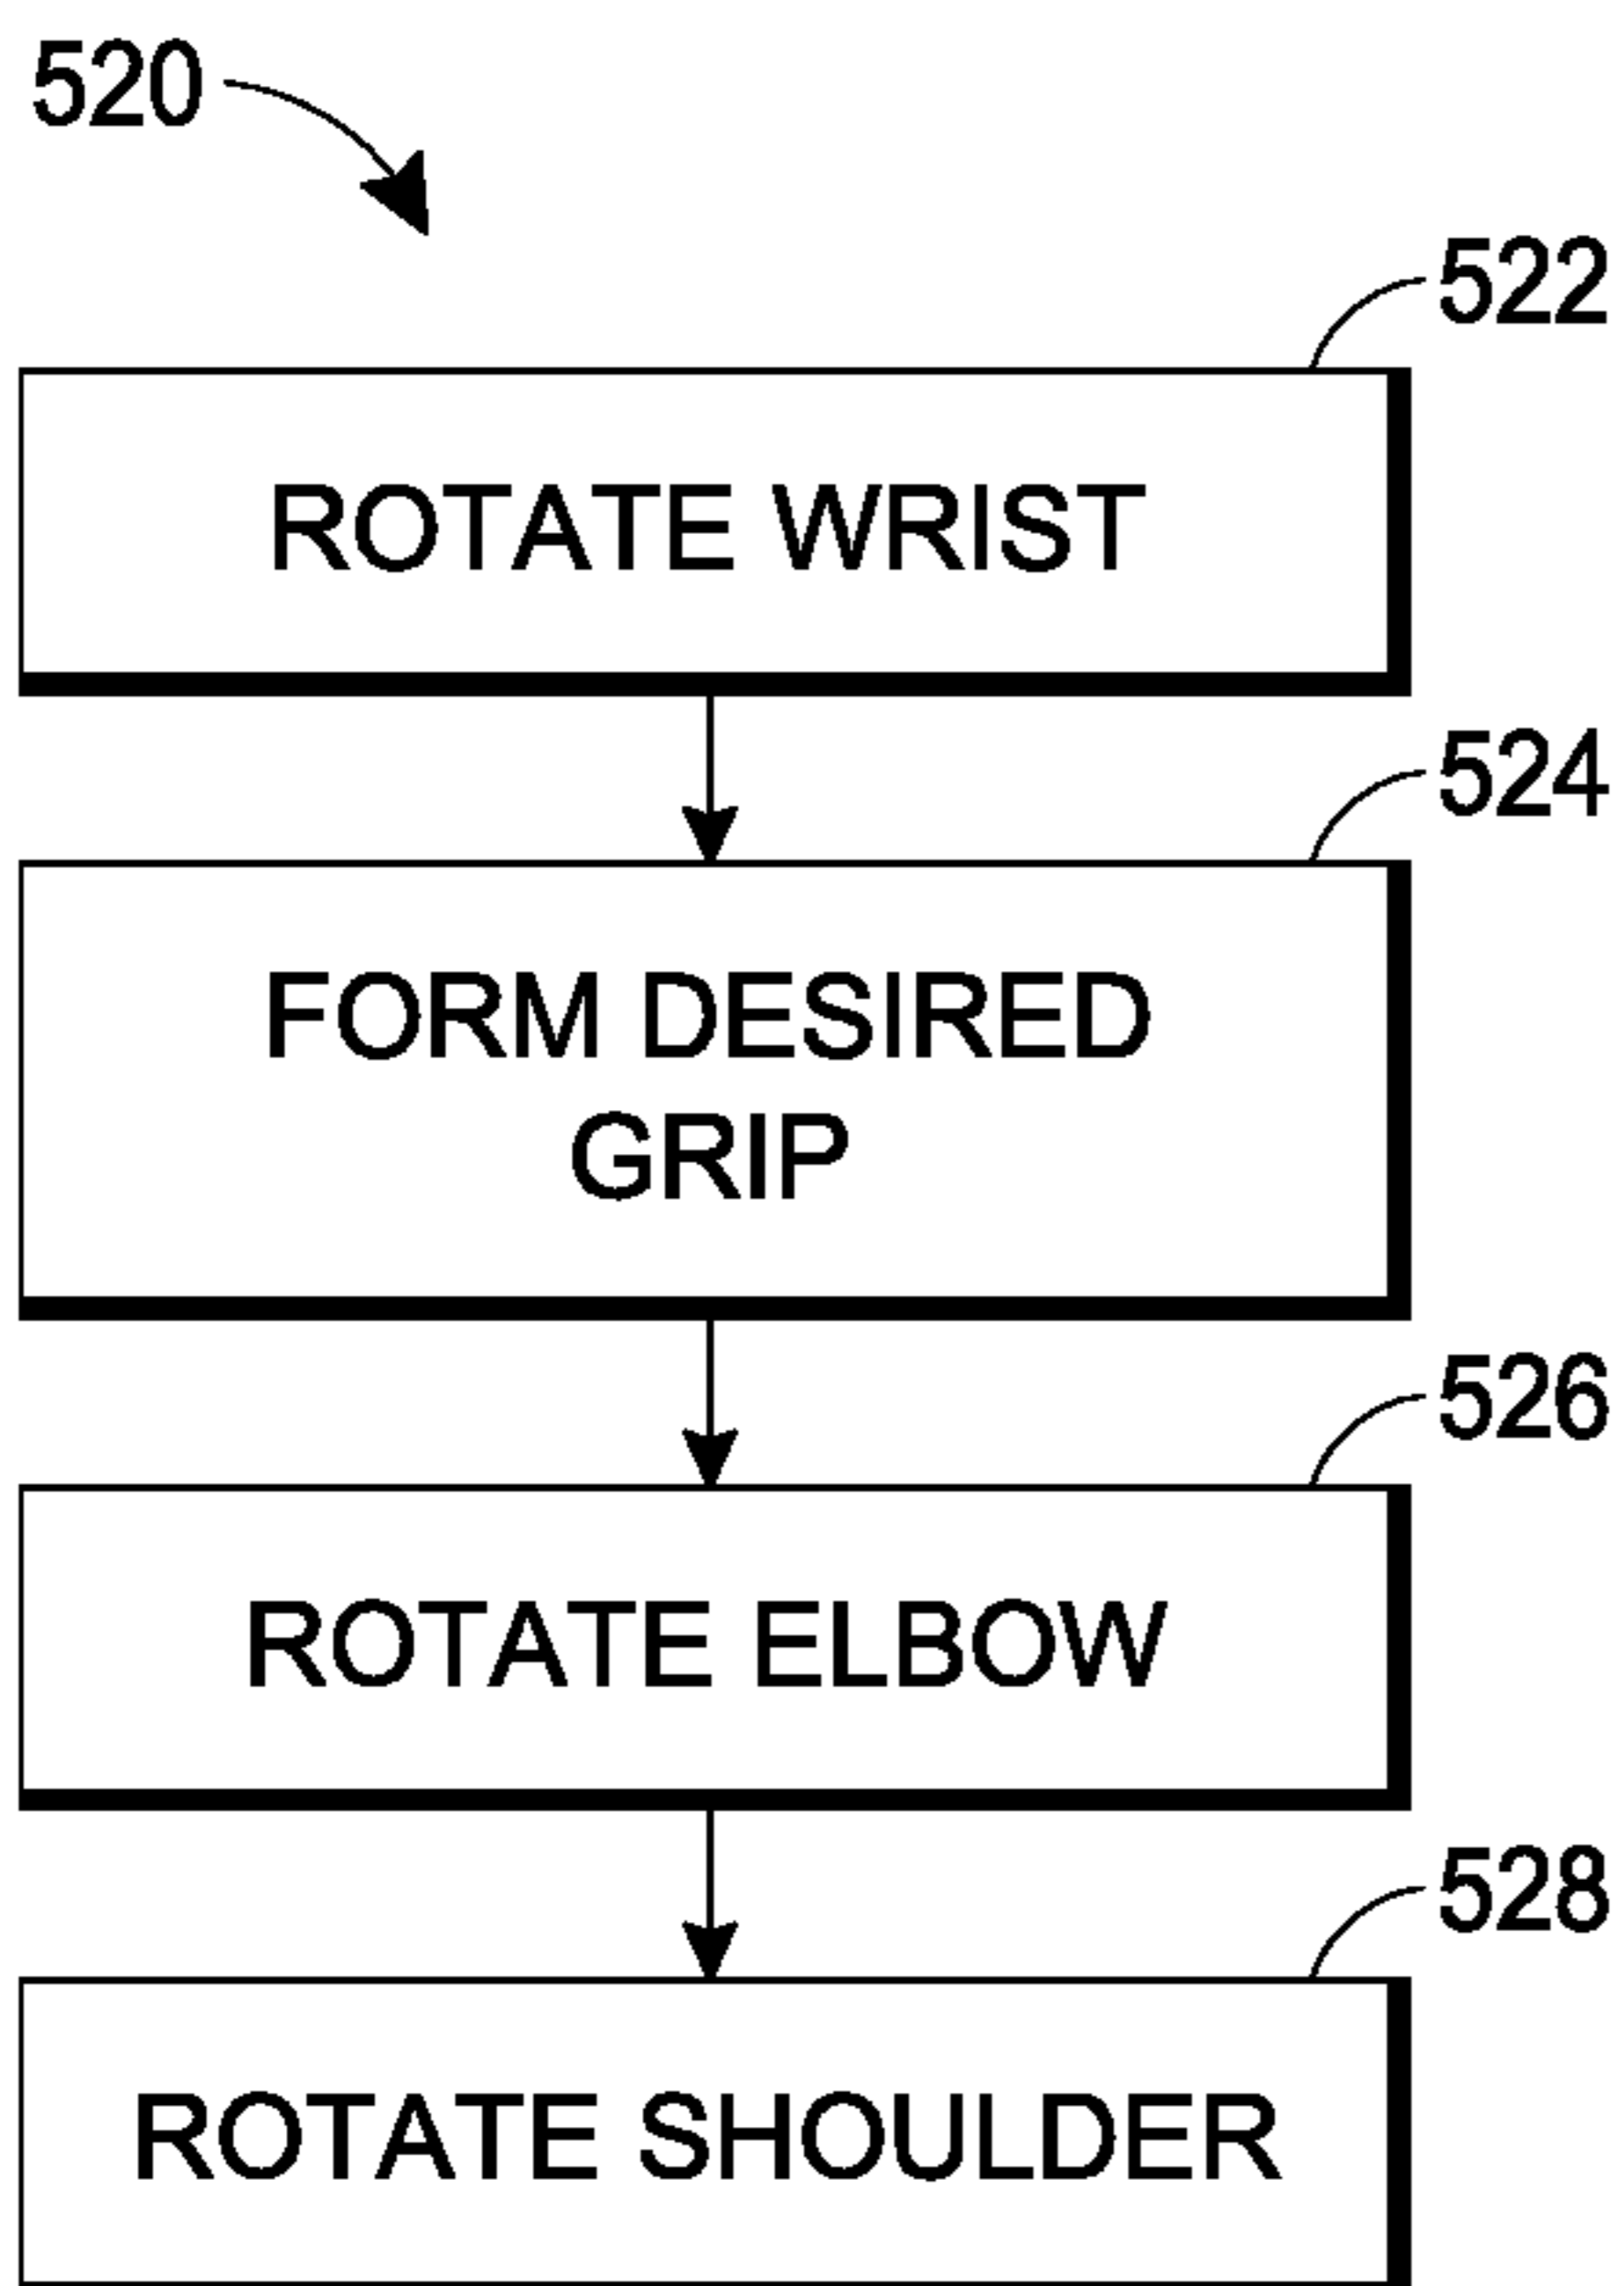 520
522
ROTATE WRIST
524
FORM DESIRED
GRIP
526
ROTATE ELBOW
528
ROTATE SHOULDER